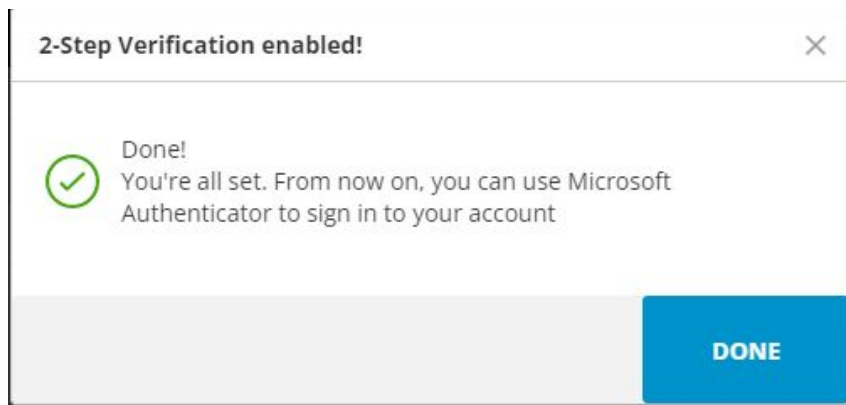 2-Step Verification enabled!
Done!
You're all set. From now on, you can use Microsoft
Authenticator to sign in to your account
DONE